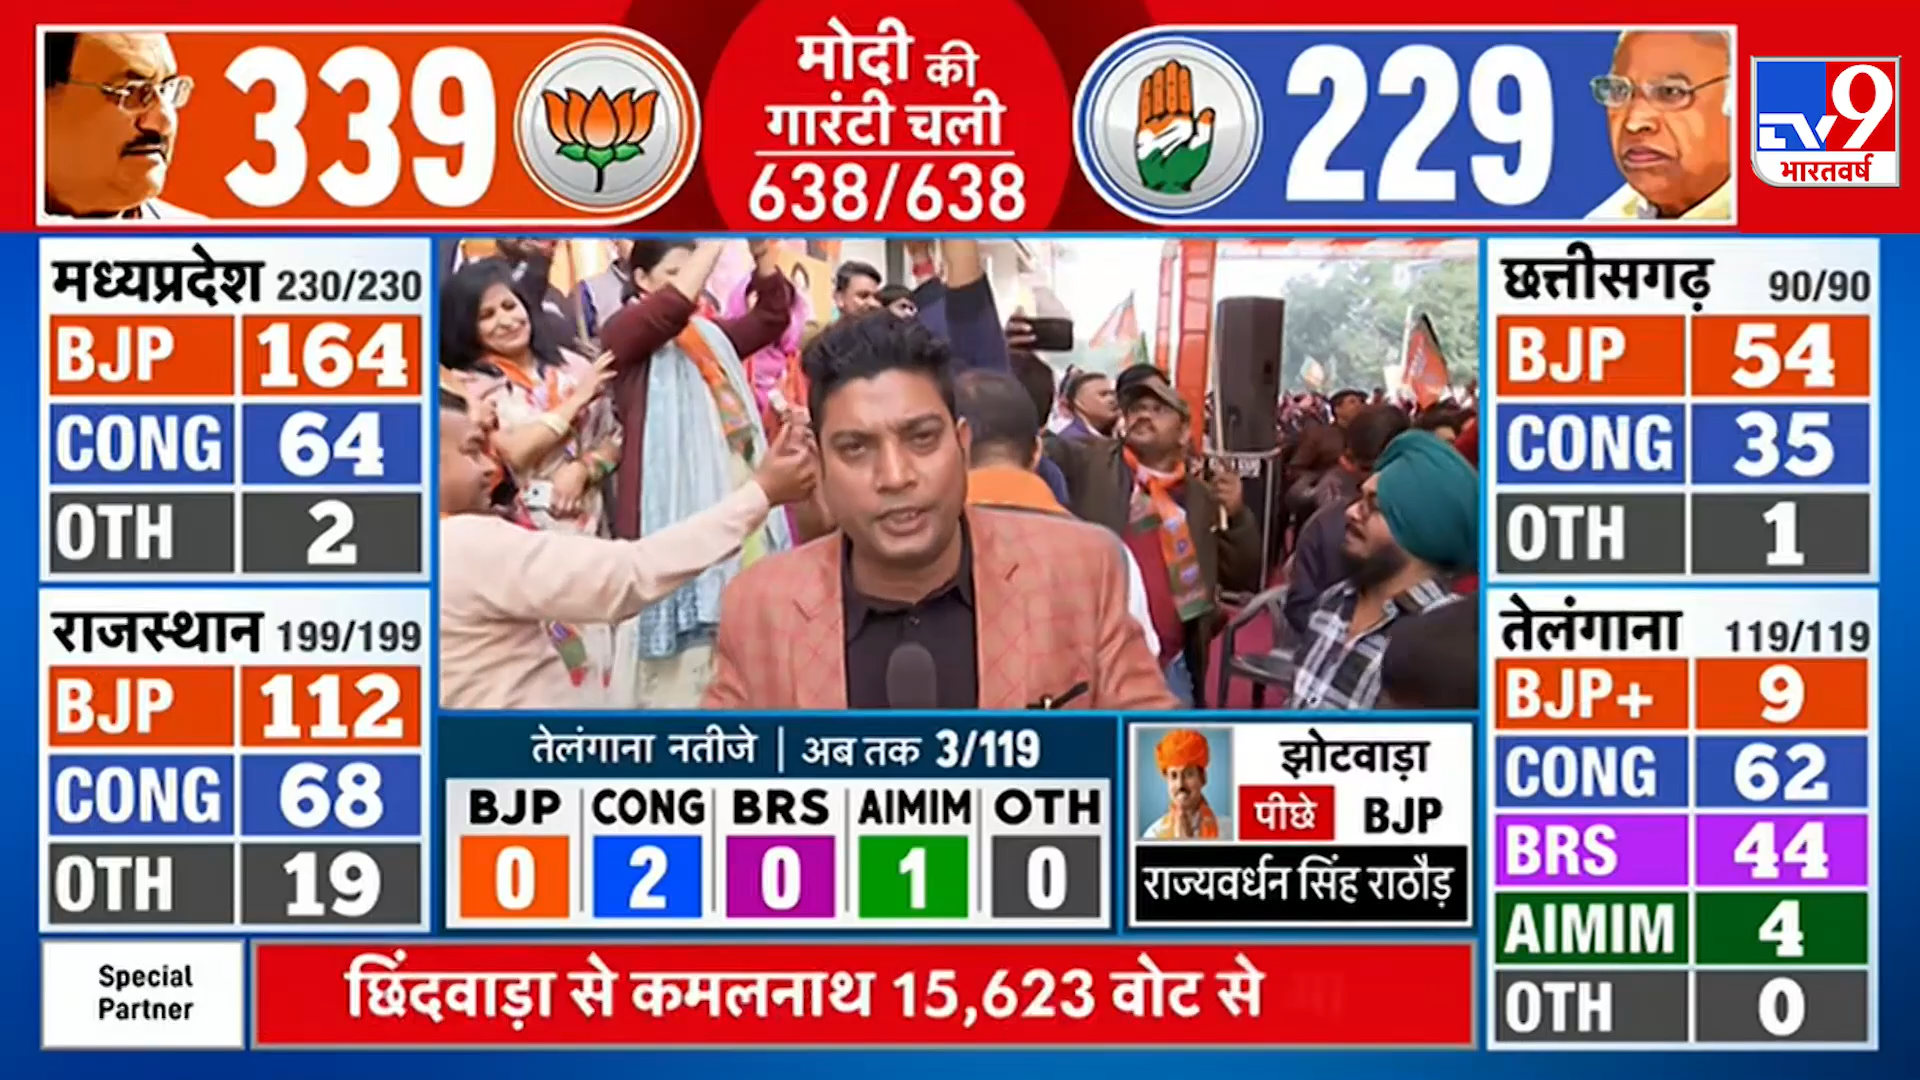 339
मोदी की
गारंटी चली
638/638
229
TV9
भारतवर्ष
मध्यप्रदेश 230/230
BJP 164
CONG 64
OTH 2
राजस्थान 199/199
BJP 112
CONG 68
OTH 19
तेलंगाना नतीजे | अब तक 3/119
BJP CONG BRS AIMIM OTH
0 2 0 1 0
झोटवाड़ा
पीछे BJP
राज्यवर्धन सिंह राठौड़
छत्तीसगढ़ 90/90
BJP 54
CONG 35
OTH 1
तेलंगाना 119/119
BJP+ 9
CONG 62
BRS 44
AIMIM 4
OTH 0
Special
Partner
छिंदवाड़ा से कमलनाथ 15,623 वोट से